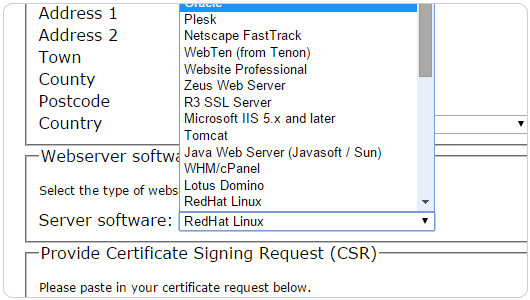 Address 1
Address 2
Town
County
Postcode
Country
Oracle
Plesk
Netscape FastTrack
WebTen (from Tenon)
Website Professional
Zeus Web Server
R3 SSL Server
Microsoft IIS 5.x and later
Tomcat
Java Web Server (Javasoft / Sun)
WHM/cPanel
Lotus Domino
RedHat Linux
Webserver softwa
Select the type of webs
Server software: RedHat Linux
Provide Certificate Signing Request (CSR)
Please paste in your certificate request below.